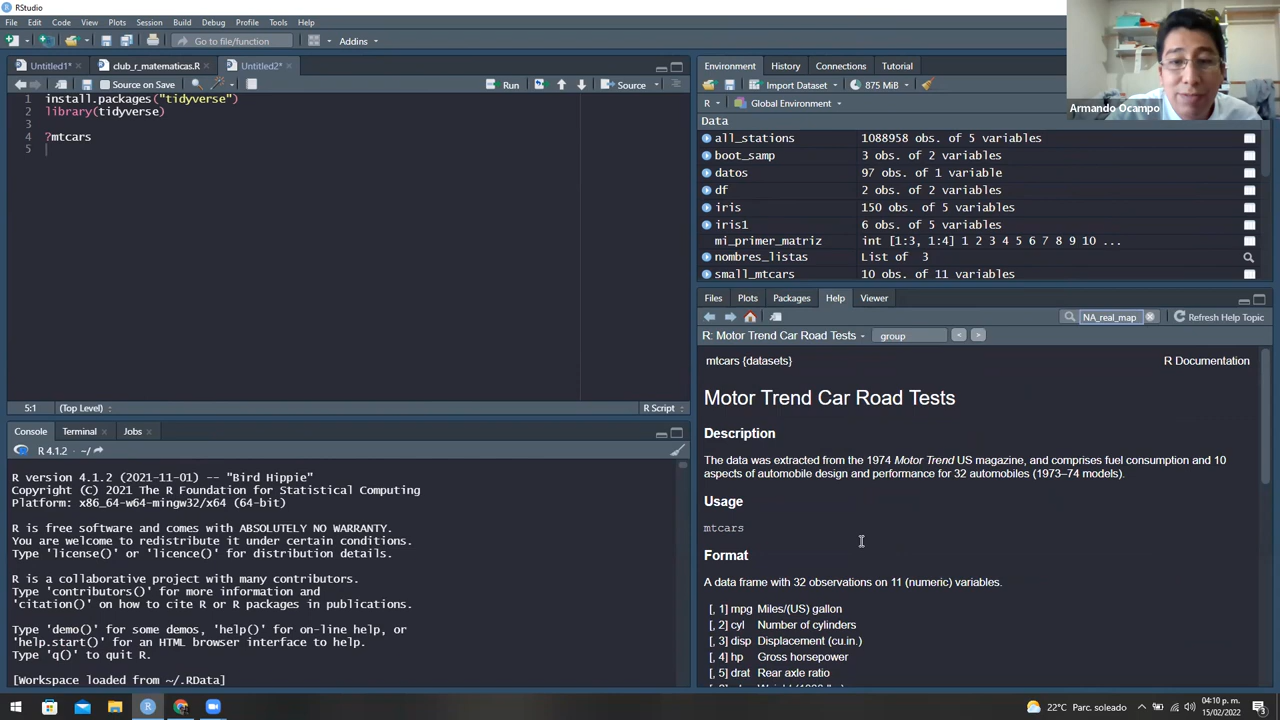 RStudio
File Edit Code View Plots Session Build Debug Profile Tools Help
Go to file/function
Addins
Untitled1*
club_r_matematicas.R
Untitled2*
Source on Save
Run
Source
1 install.packages("tidyverse")
2 library(tidyverse)
3
4 ?mtcars
5
5:1
(Top Level)
R Script
Console Terminal Jobs
R 4.1.2 · ~/
R version 4.1.2 (2021-11-01) -- "Bird Hippie"
Copyright (C) 2021 The R Foundation for Statistical Computing
Platform: x86_64-w64-mingw32/x64 (64-bit)
R is free software and comes with ABSOLUTELY NO WARRANTY.
You are welcome to redistribute it under certain conditions.
Type 'license()' or 'licence()' for distribution details.
R is a collaborative project with many contributors.
Type 'contributors()' for more information and
'citation()' on how to cite R or R packages in publications.
Type 'demo()' for some demos, 'help()' for on-line help, or
'help.start()' for an HTML browser interface to help.
Type 'q()' to quit R.
[Workspace loaded from ~/.RData]
Armando Ocampo
Environment History Connections Tutorial
Import Dataset
875 MiB
R
Global Environment
Data
all_stations 1088958 obs. of 5 variables
boot_samp 3 obs. of 2 variables
datos 97 obs. of 1 variable
df 2 obs. of 2 variables
iris 150 obs. of 5 variables
iris1 6 obs. of 5 variables
mi_primer_matriz int [1:3, 1:4] 1 2 3 4 5 6 7 8 9 10 ...
nombres_listas List of 3
small_mtcars 10 obs. of 11 variables
Files Plots Packages Help Viewer
NA_real_map
Refresh Help Topic
R: Motor Trend Car Road Tests
group
mtcars {datasets}
R Documentation
Motor Trend Car Road Tests
Description
The data was extracted from the 1974 Motor Trend US magazine, and comprises fuel consumption and 10
aspects of automobile design and performance for 32 automobiles (1973–74 models).
Usage
mtcars
Format
A data frame with 32 observations on 11 (numeric) variables.
[, 1] mpg Miles/(US) gallon
[, 2] cyl Number of cylinders
[, 3] disp Displacement (cu.in.)
[, 4] hp Gross horsepower
[, 5] drat Rear axle ratio
22°C Parc. soleado
04:10 p. m.
15/02/2022